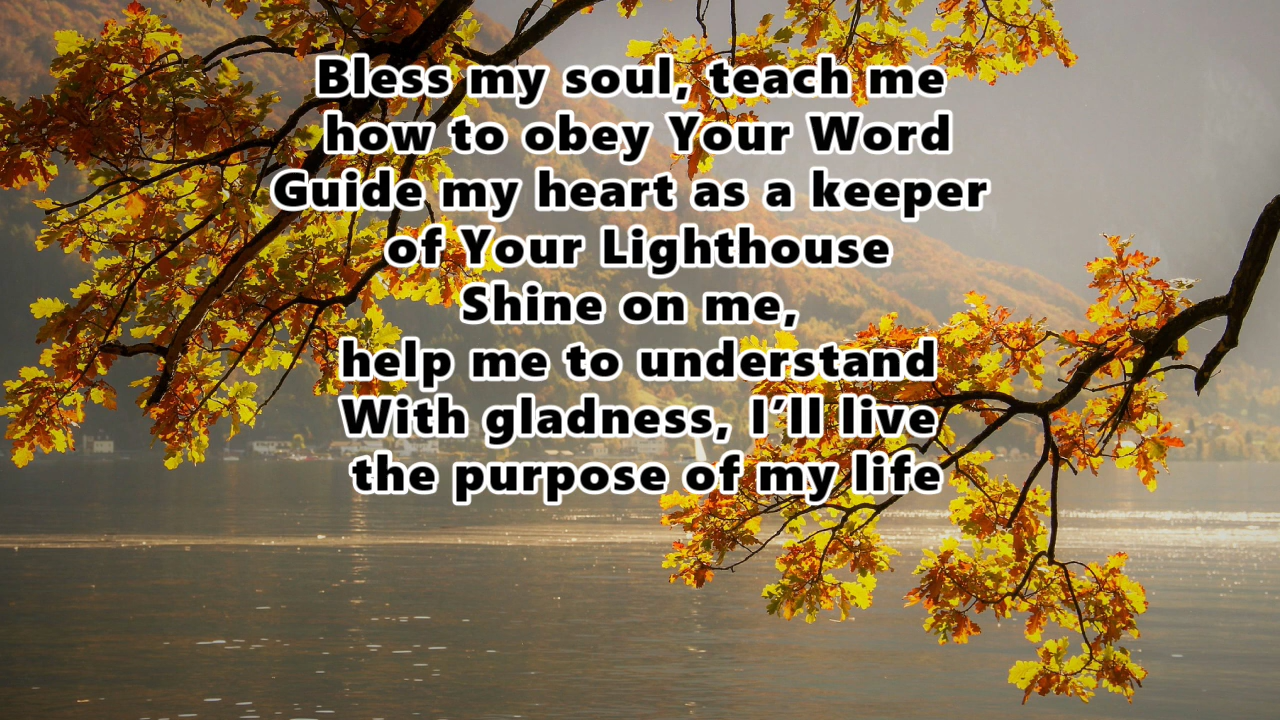 Bless my soul, teach me
how to obey Your Word
Guide my heart as a keeper
of Your Lighthouse
Shine on me,
help me to understand
With gladness, I’ll live
the purpose of my life